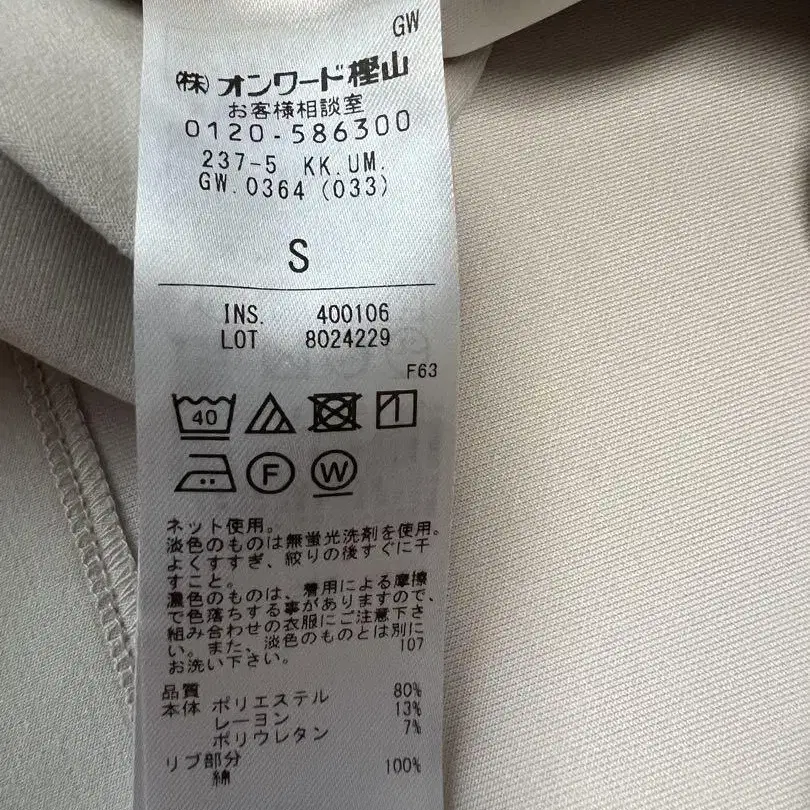 GW
(株)オンワード樫山
お客様相談室
0120-586300
237-5 KK.UM.
GW.0364(033)
S
INS. 400106
LOT 8024229
F63
40
F W
ネット使用。
淡色のものは無蛍光洗剤を使用。
よくすすぎ、絞りの後すぐに干
すこと。
濃色のものは、着用による摩擦
で色落ちする事がありますので、
組み合わせの衣服にご注意下さ
い。また、淡色のものとは別に
お洗い下さい。 107
品質
本体 ポリエステル 80%
レーヨン 13%
ポリウレタン 7%
リブ部分
綿 100%